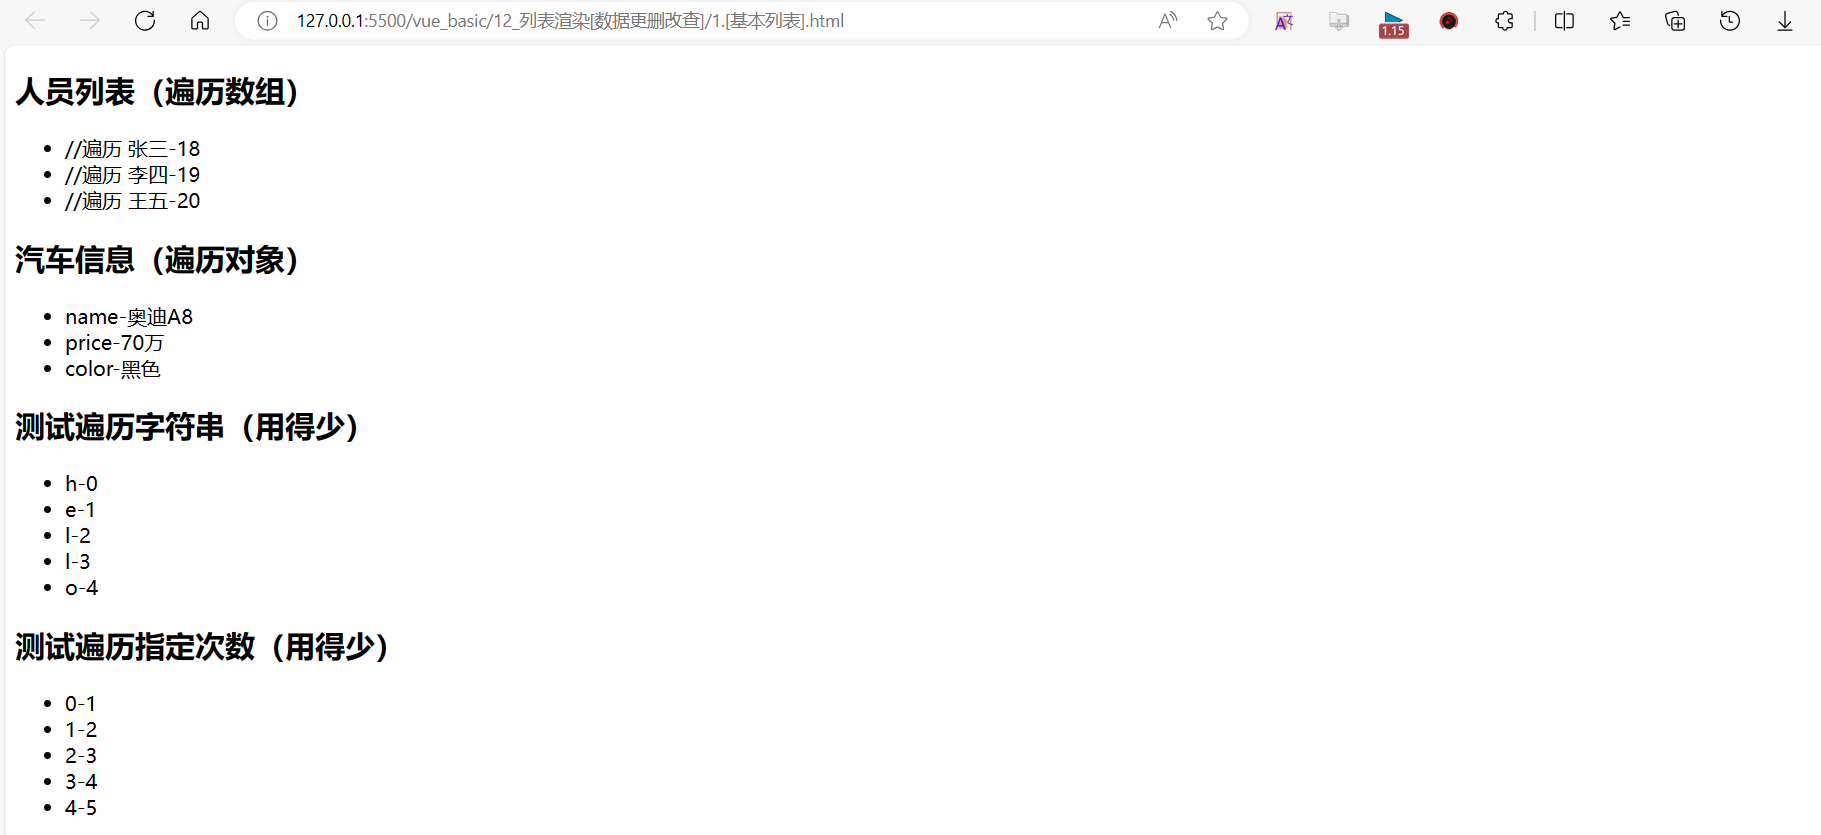 127.0.0.1:5500/vue_basic/12_列表渲染[数据更删改查]/1.[基本列表].html
1.15
人员列表（遍历数组）
//遍历 张三-18
//遍历 李四-19
//遍历 王五-20
汽车信息（遍历对象）
name-奥迪A8
price-70万
color-黑色
测试遍历字符串（用得少）
h-0
e-1
l-2
l-3
o-4
测试遍历指定次数（用得少）
0-1
1-2
2-3
3-4
4-5